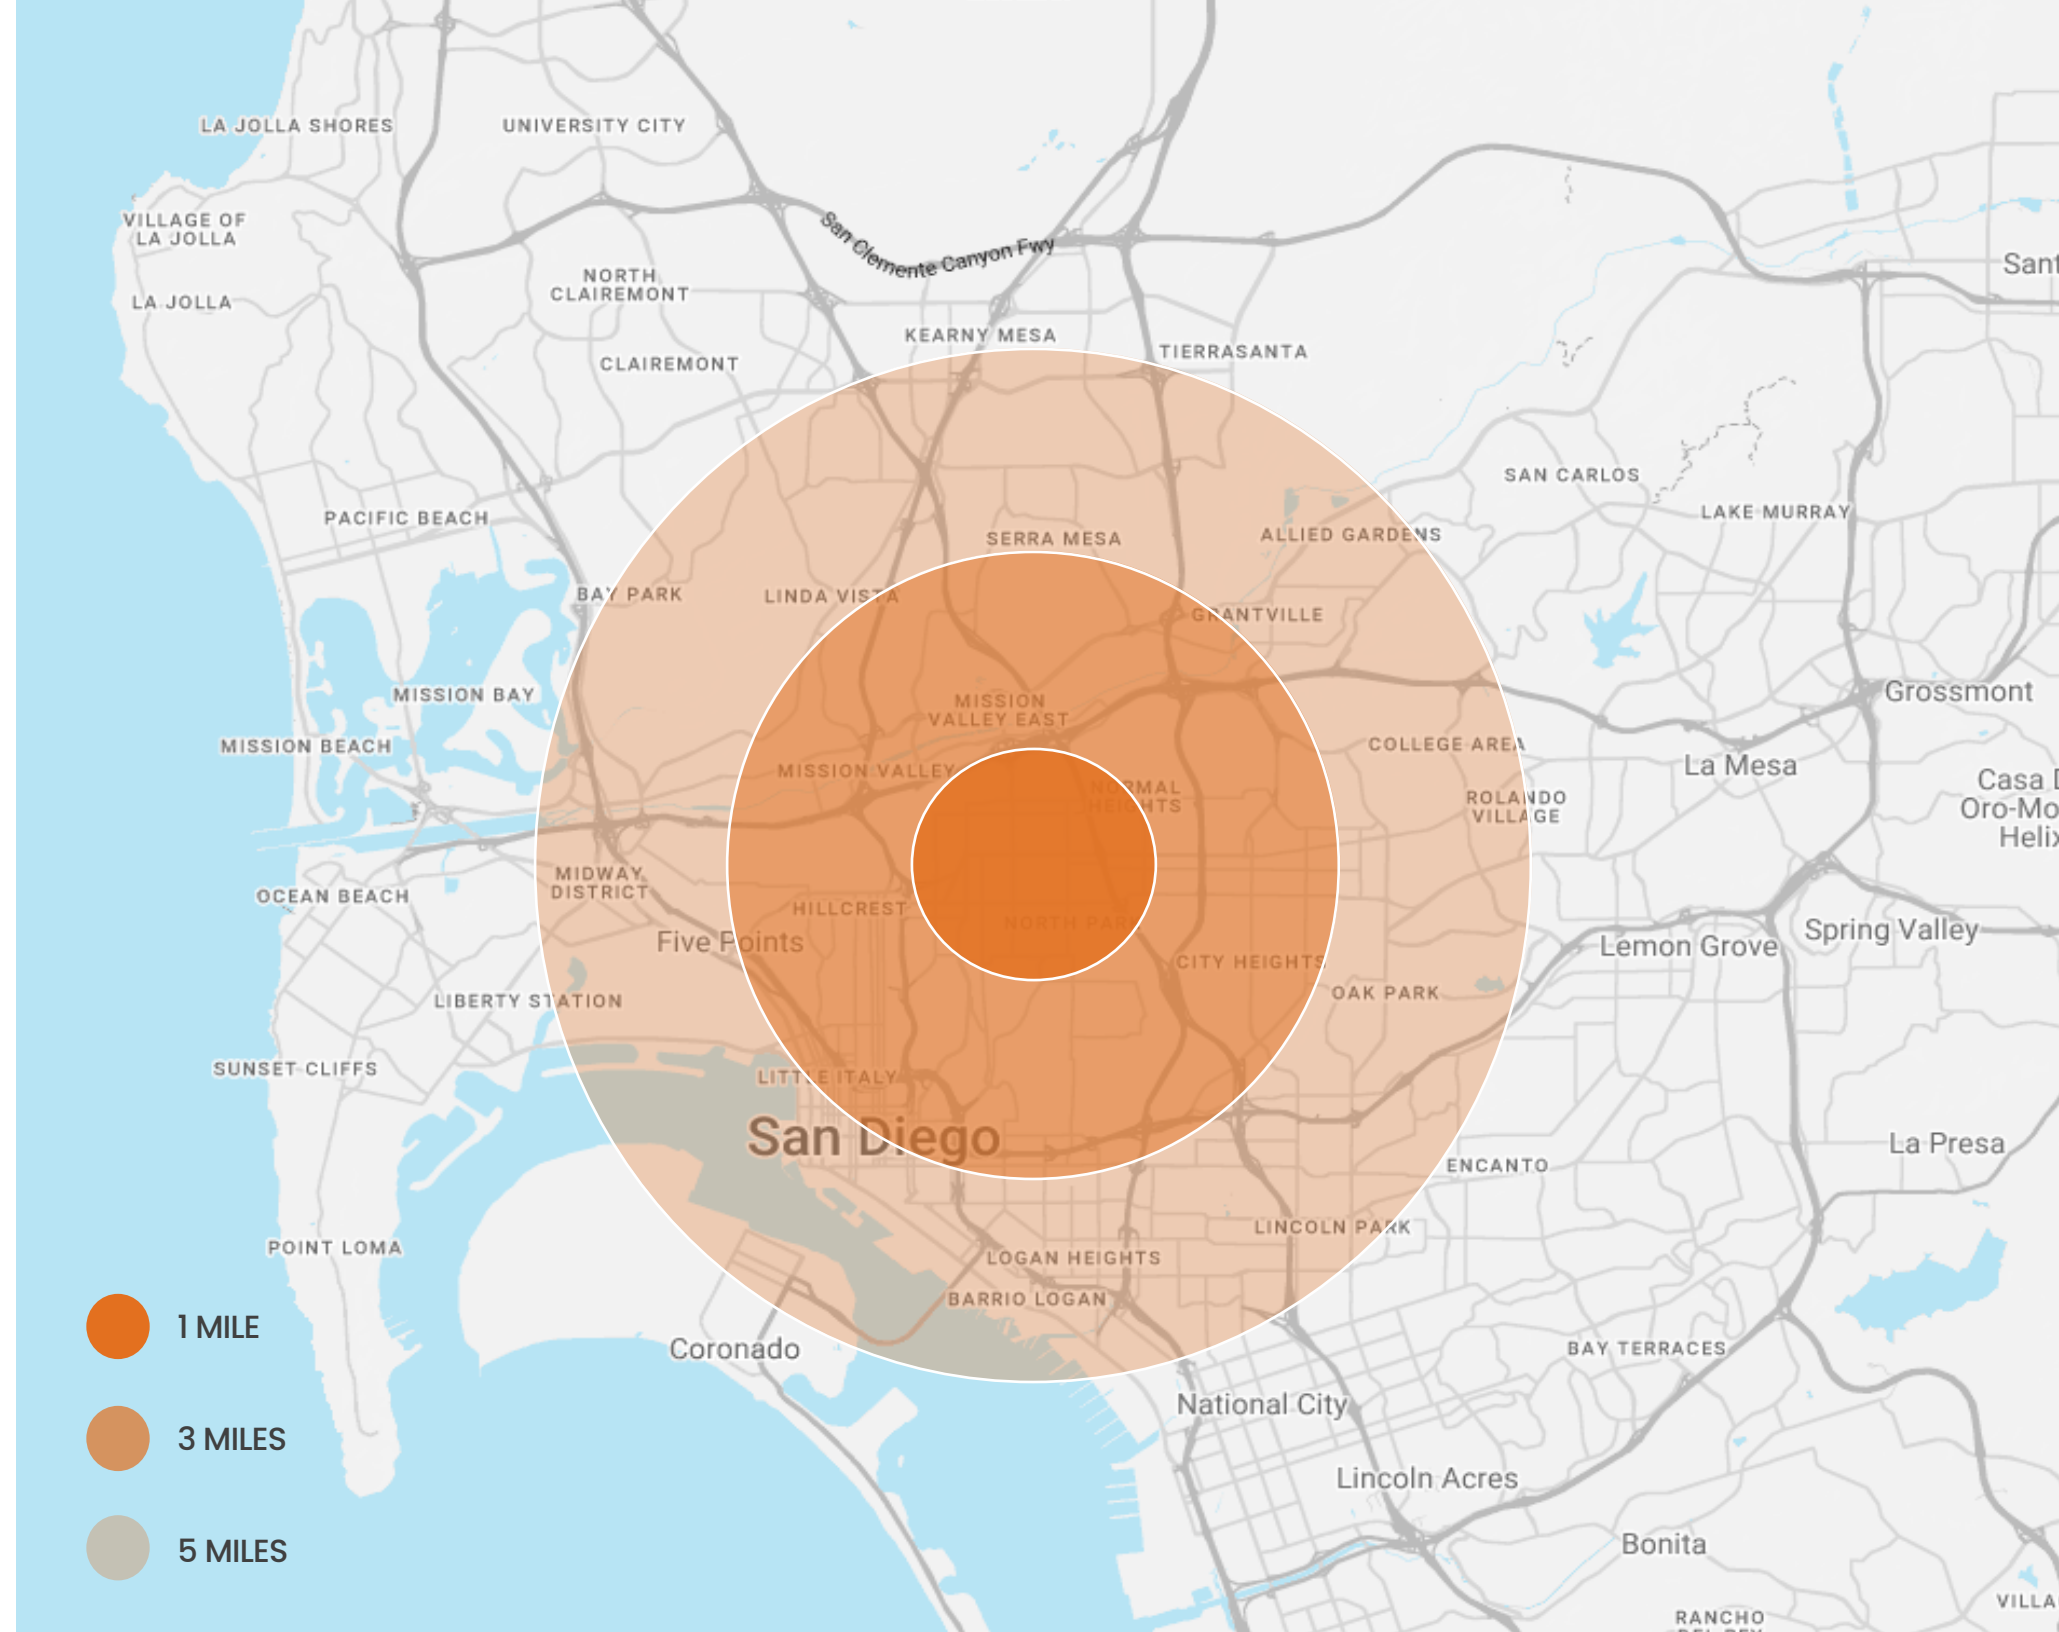 LA JOLLA SHORES
UNIVERSITY CITY
VILLAGE OF
LA JOLLA
San Clemente Canyon Fwy
NORTH
CLAIREMONT
LA JOLLA
KEARNY MESA
TIERRASANTA
CLAIREMONT
SAN CARLOS
LAKE MURRAY
PACIFIC BEACH
SERRA MESA
ALLIED GARDENS
BAY PARK
LINDA VISTA
GRANTVILLE
MISSION BAY
Grossmont
MISSION
VALLEY EAST
MISSION BEACH
COLLEGE AREA
La Mesa
MISSION VALLEY
NORMAL
HEIGHTS
ROLANDO
VILLAGE
Casa D
Oro-Mo
Helix
MIDWAY
DISTRICT
OCEAN BEACH
HILLCREST
NORTH PARK
Five Points
Lemon Grove
Spring Valley
CITY HEIGHTS
OAK PARK
LIBERTY STATION
SUNSET CLIFFS
LITTLE ITALY
San Diego
La Presa
ENCANTO
LINCOLN PARK
POINT LOMA
LOGAN HEIGHTS
BARRIO LOGAN
Coronado
BAY TERRACES
National City
Lincoln Acres
Bonita
RANCHO
1 MILE
3 MILES
5 MILES